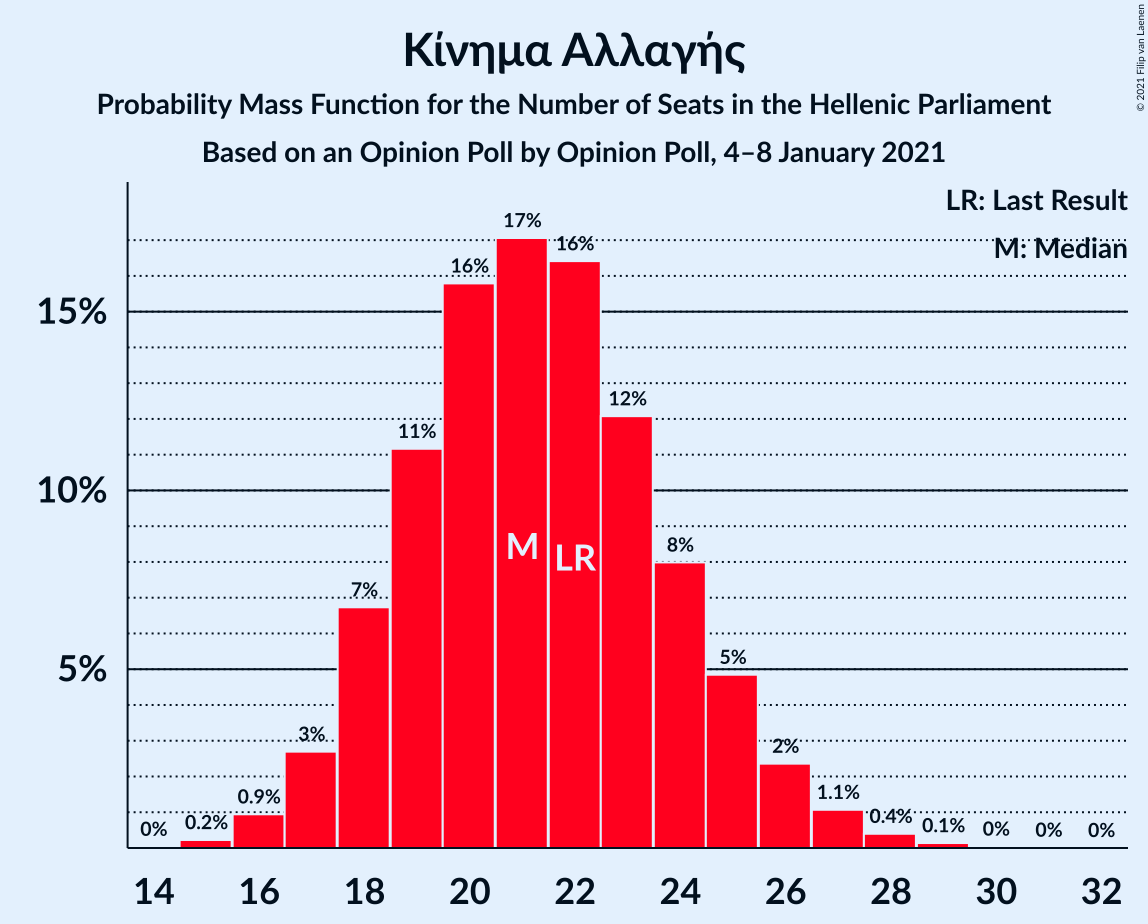 Κίνημα Αλλαγής
Probability Mass Function for the Number of Seats in the Hellenic Parliament
Based on an Opinion Poll by Opinion Poll, 4–8 January 2021
© 2021 Filip van Laenen
LR: Last Result
M: Median
17%
16%
16%
15%
12%
11%
10%
M
LR
8%
7%
5%
5%
3%
2%
0.9%
1.1%
0%
0.2%
0.4%
0.1%
0%
0%
0%
14 16 18 20 22 24 26 28 30 32